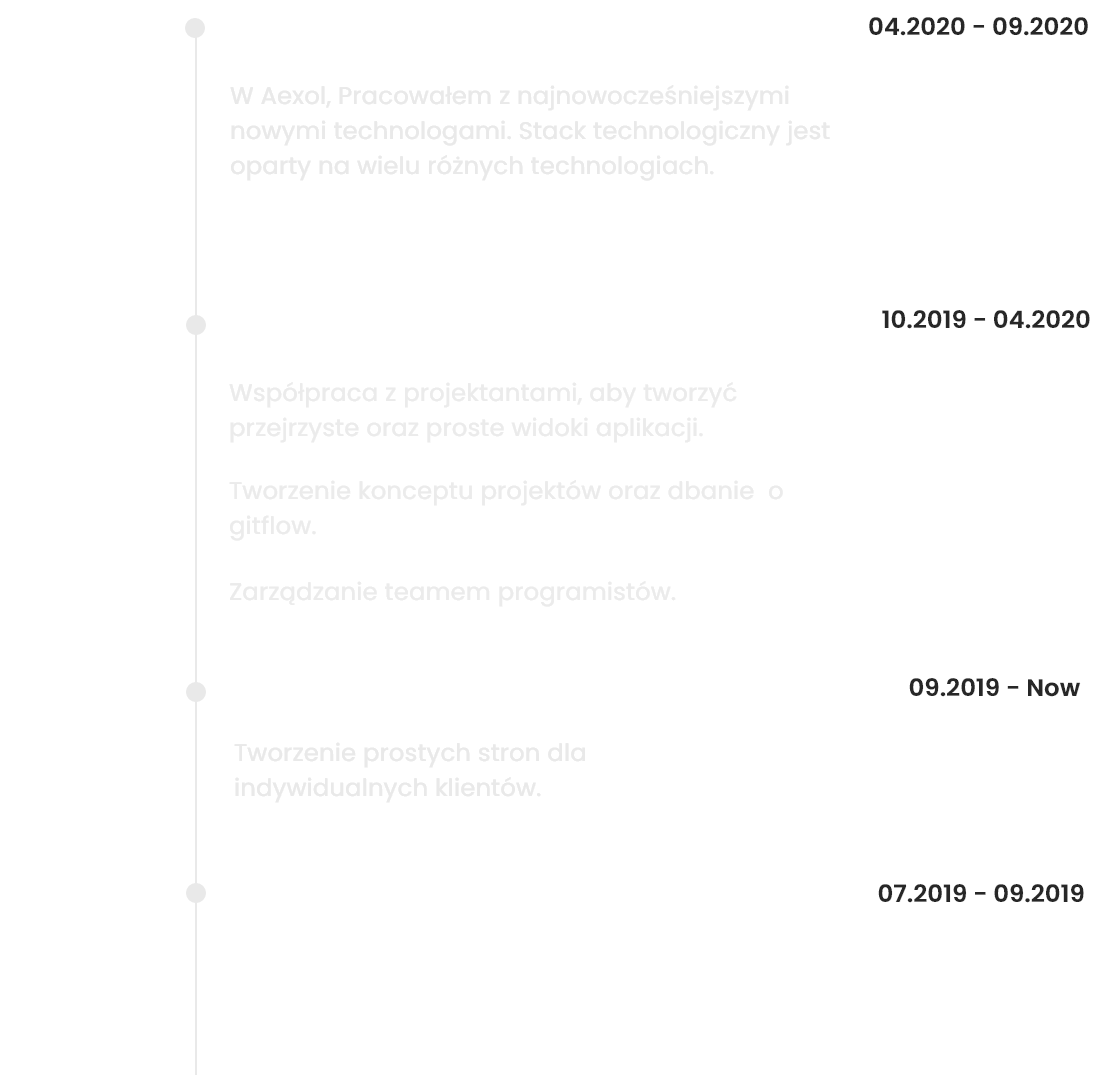 04.2020 - 09.2020
W Aexol, Pracowałem z najnowocześniejszymi
nowymi technologami. Stack technologiczny jest
oparty na wielu różnych technologiach.
10.2019 - 04.2020
Współpraca z projektantami, aby tworzyć
przejrzyste oraz proste widoki aplikacji.
Tworzenie konceptu projektów oraz dbanie  o
gitflow.
Zarządzanie teamem programistów.
09.2019 - Now
Tworzenie prostych stron dla
indywidualnych klientów.
07.2019 - 09.2019